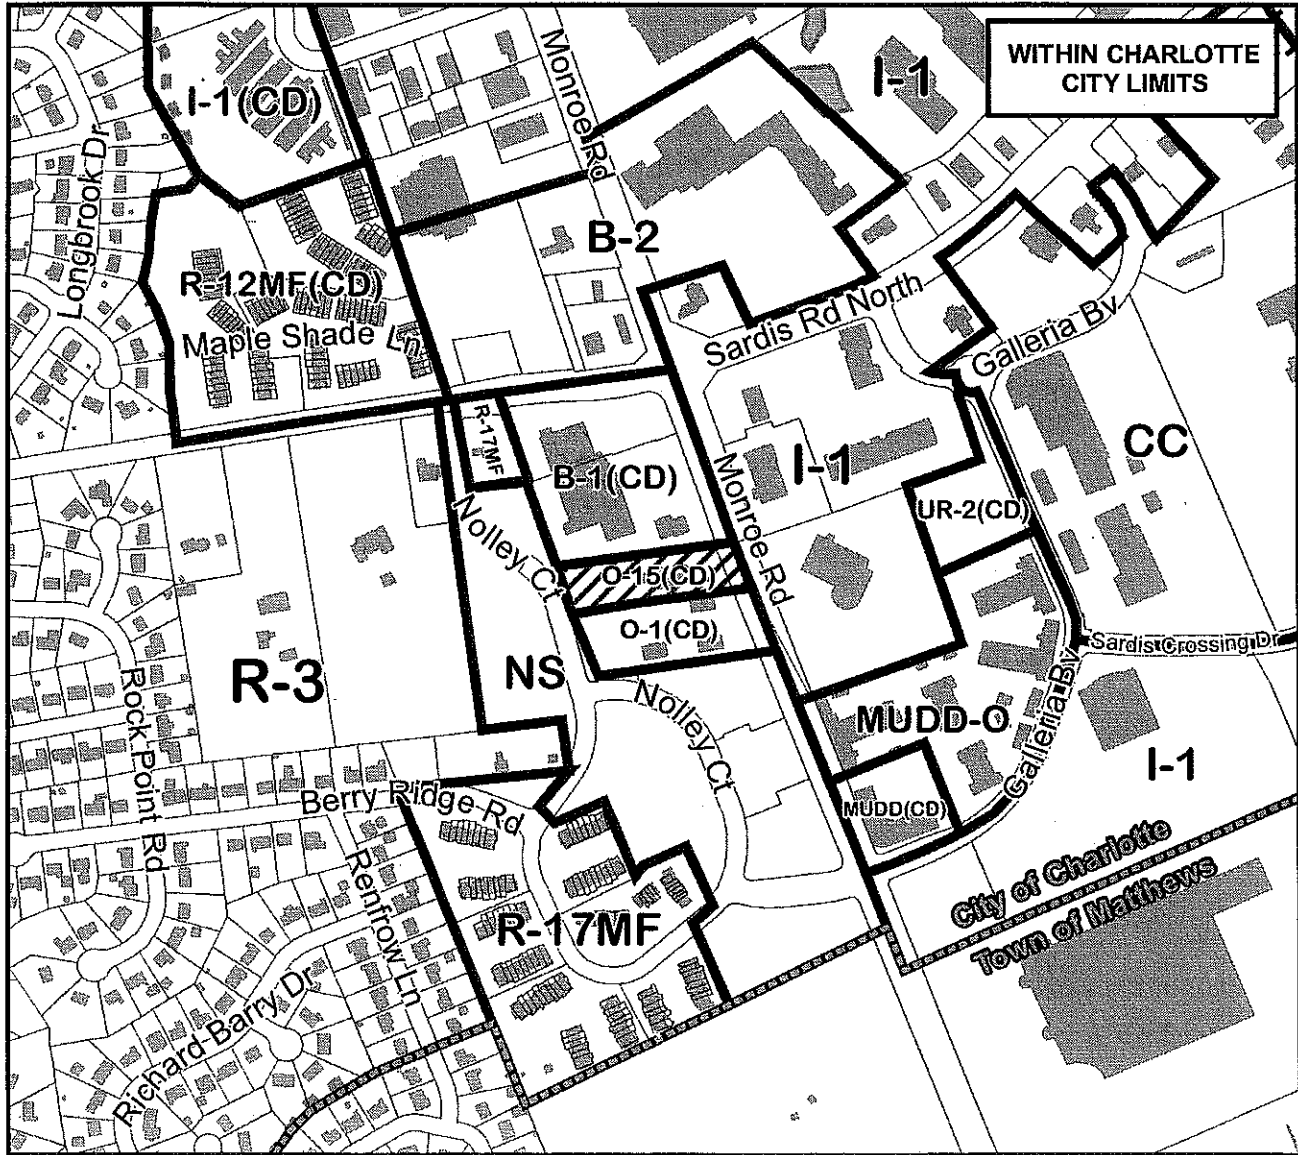 WITHIN CHARLOTTE
CITY LIMITS
I-1
I-1(CD)
Monroe Rd
Longbrook Dr
B-2
R-12MF(CD)
Maple Shade Ln
Sardis Rd North
Galleria Bv
R-17MF
B-1(CD)
Monroe Rd
I-1
CC
UR-2(CD)
Nolley Ct
O-15(CD)
O-1(CD)
Sardis Crossing Dr
R-3
NS
Nolley Ct
MUDD-O
Galleria Bv
I-1
Rock Point Rd
Berry Ridge Rd
MUDD(CD)
Renfrow Ln
City of Charlotte
Town of Matthews
R-17MF
Richard Barry Dr